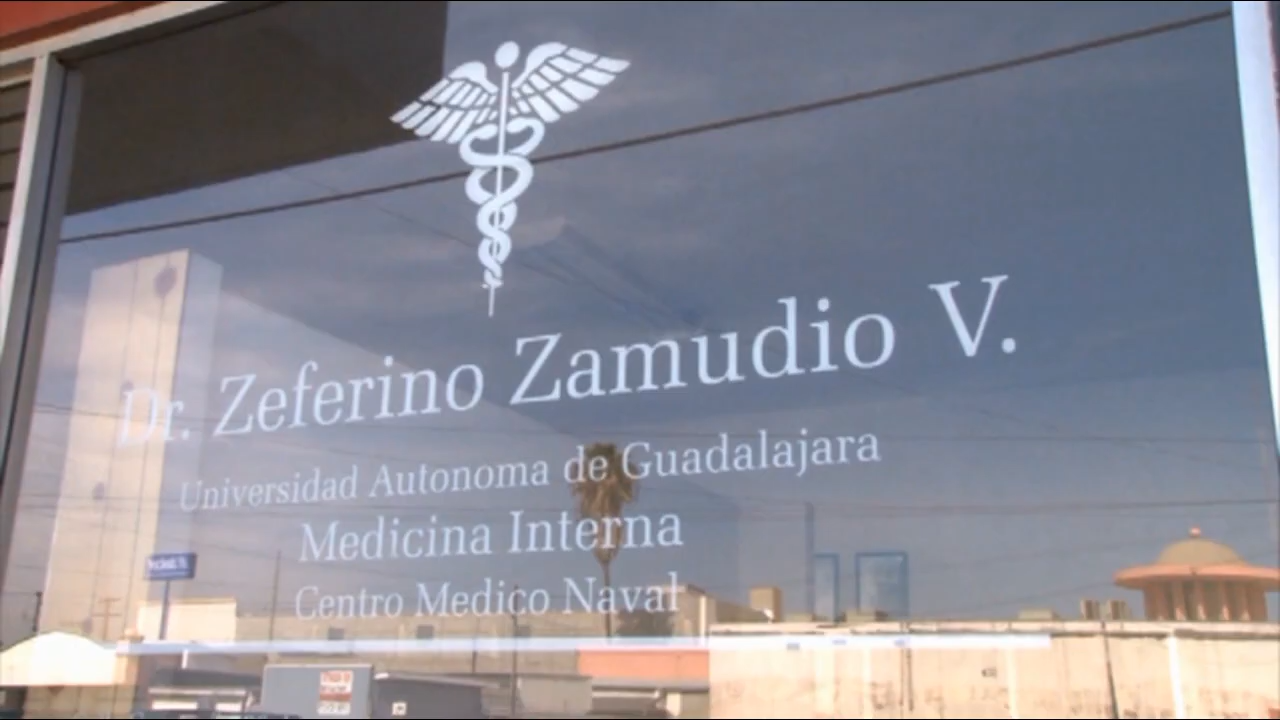 Dr. Zeferino Zamudio V.
Universidad Autonoma de Guadalajara
Medicina Interna
Centro Medico Naval